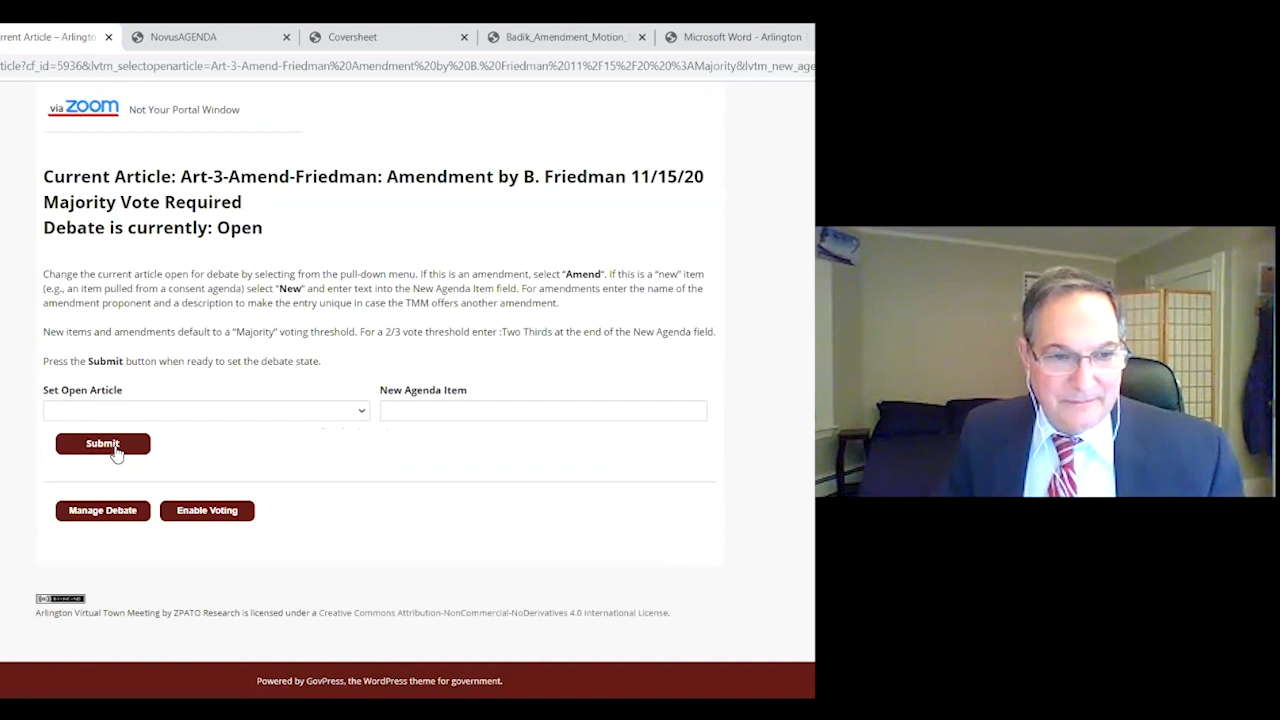 rrent Article – Arlingto
NovusAGENDA
Coversheet
Badik_Amendment_Motion_
Microsoft Word - Arlington
ticle?cf_id=5936&lvtm_selectopenarticle=Art-3-Amend-Friedman%20Amendment%20by%20B.%20Friedman%2011%2F15%2F20%20%3AMajority&lvtm_new_age
via zoom Not Your Portal Window
Current Article: Art-3-Amend-Friedman: Amendment by B. Friedman 11/15/20
Majority Vote Required
Debate is currently: Open
Change the current article open for debate by selecting from the pull-down menu. If this is an amendment, select "Amend". If this is a "new" item
(e.g., an item pulled from a consent agenda) select "New" and enter text into the New Agenda Item field. For amendments enter the name of the
amendment proponent and a description to make the entry unique in case the TMM offers another amendment.
New items and amendments default to a "Majority" voting threshold. For a 2/3 vote threshold enter :Two Thirds at the end of the New Agenda field.
Press the Submit button when ready to set the debate state.
Set Open Article New Agenda Item
Submit
Manage Debate Enable Voting
Arlington Virtual Town Meeting by ZPATO Research is licensed under a Creative Commons Attribution-NonCommercial-NoDerivatives 4.0 International License.
Powered by GovPress, the WordPress theme for government.